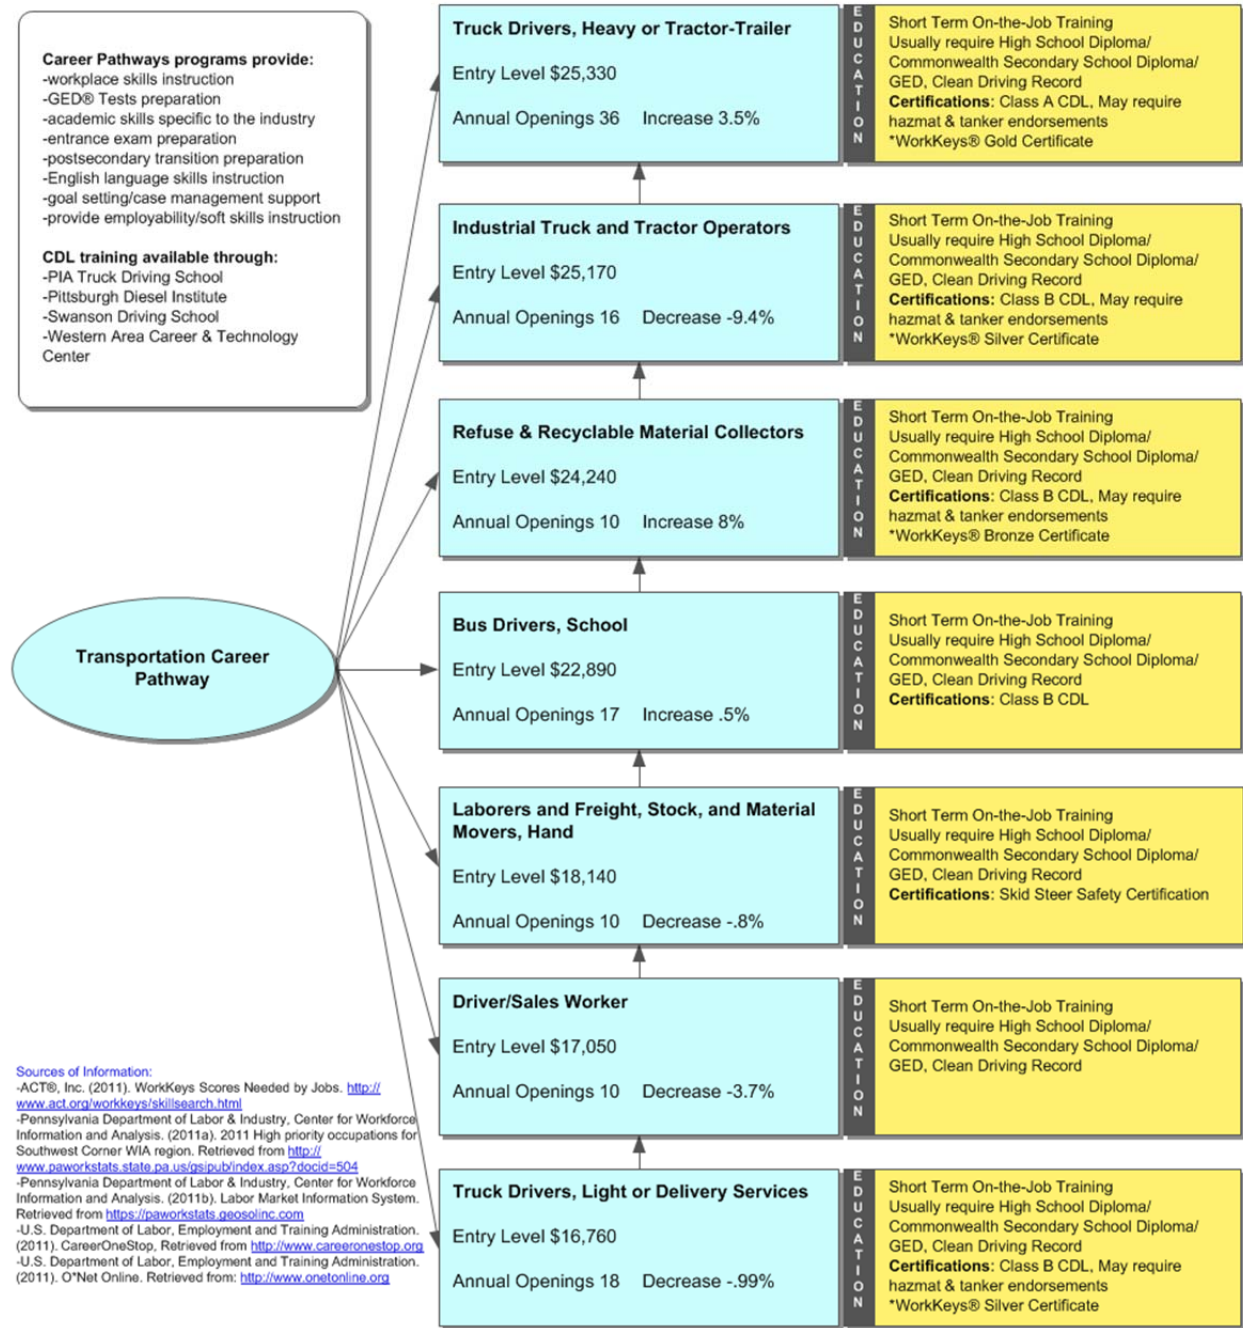 Career Pathways programs provide:
-workplace skills instruction
-GED® Tests preparation
-academic skills specific to the industry
-entrance exam preparation
-postsecondary transition preparation
-English language skills instruction
-goal setting/case management support
-provide employability/soft skills instruction
CDL training available through:
-PIA Truck Driving School
-Pittsburgh Diesel Institute
-Swanson Driving School
-Western Area Career & Technology
Center
Transportation Career
Pathway
Truck Drivers, Heavy or Tractor-Trailer
Entry Level $25,330
Annual Openings 36 Increase 3.5%
EDUCATION
Short Term On-the-Job Training
Usually require High School Diploma/
Commonwealth Secondary School Diploma/
GED, Clean Driving Record
Certifications: Class A CDL, May require
hazmat & tanker endorsements
*WorkKeys® Gold Certificate
Industrial Truck and Tractor Operators
Entry Level $25,170
Annual Openings 16 Decrease -9.4%
EDUCATION
Short Term On-the-Job Training
Usually require High School Diploma/
Commonwealth Secondary School Diploma/
GED, Clean Driving Record
Certifications: Class B CDL, May require
hazmat & tanker endorsements
*WorkKeys® Silver Certificate
Refuse & Recyclable Material Collectors
Entry Level $24,240
Annual Openings 10 Increase 8%
EDUCATION
Short Term On-the-Job Training
Usually require High School Diploma/
Commonwealth Secondary School Diploma/
GED, Clean Driving Record
Certifications: Class B CDL, May require
hazmat & tanker endorsements
*WorkKeys® Bronze Certificate
Bus Drivers, School
Entry Level $22,890
Annual Openings 17 Increase .5%
EDUCATION
Short Term On-the-Job Training
Usually require High School Diploma/
Commonwealth Secondary School Diploma/
GED, Clean Driving Record
Certifications: Class B CDL
Laborers and Freight, Stock, and Material
Movers, Hand
Entry Level $18,140
Annual Openings 10 Decrease -.8%
EDUCATION
Short Term On-the-Job Training
Usually require High School Diploma/
Commonwealth Secondary School Diploma/
GED, Clean Driving Record
Certifications: Skid Steer Safety Certification
Driver/Sales Worker
Entry Level $17,050
Annual Openings 10 Decrease -3.7%
EDUCATION
Short Term On-the-Job Training
Usually require High School Diploma/
Commonwealth Secondary School Diploma/
GED, Clean Driving Record
Truck Drivers, Light or Delivery Services
Entry Level $16,760
Annual Openings 18 Decrease -.99%
EDUCATION
Short Term On-the-Job Training
Usually require High School Diploma/
Commonwealth Secondary School Diploma/
GED, Clean Driving Record
Certifications: Class B CDL, May require
hazmat & tanker endorsements
*WorkKeys® Silver Certificate
Sources of Information:
-ACT®, Inc. (2011). WorkKeys Scores Needed by Jobs. http://
www.act.org/workkeys/skillsearch.html
-Pennsylvania Department of Labor & Industry, Center for Workforce
Information and Analysis. (2011a). 2011 High priority occupations for
Southwest Corner WIA region. Retrieved from http://
www.paworkstats.state.pa.us/gsipub/index.asp?docid=504
-Pennsylvania Department of Labor & Industry, Center for Workforce
Information and Analysis. (2011b). Labor Market Information System.
Retrieved from https://paworkstats.geosolinc.com
-U.S. Department of Labor, Employment and Training Administration.
(2011). CareerOneStop, Retrieved from http://www.careeronestop.org
-U.S. Department of Labor, Employment and Training Administration.
(2011). O*Net Online. Retrieved from: http://www.onetonline.org